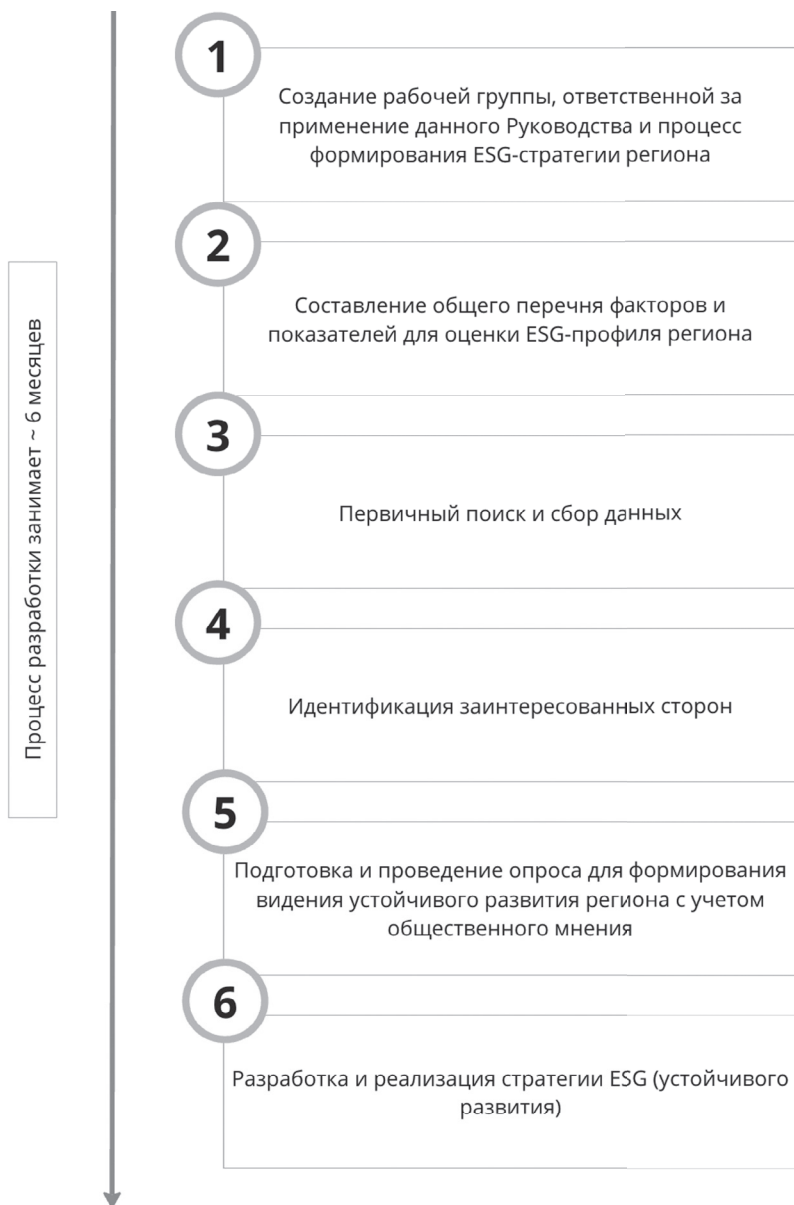 1
Создание рабочей группы, ответственной за
применение данного Руководства и процесс
формирования ESG-стратегии региона
2
Составление общего перечня факторов и
показателей для оценки ESG-профиля региона
3
Первичный поиск и сбор данных
4
Идентификация заинтересованных сторон
5
Подготовка и проведение опроса для формирования
видения устойчивого развития региона с учетом
общественного мнения
6
Разработка и реализация стратегии ESG (устойчивого
развития)
Процесс разработки занимает ~ 6 месяцев